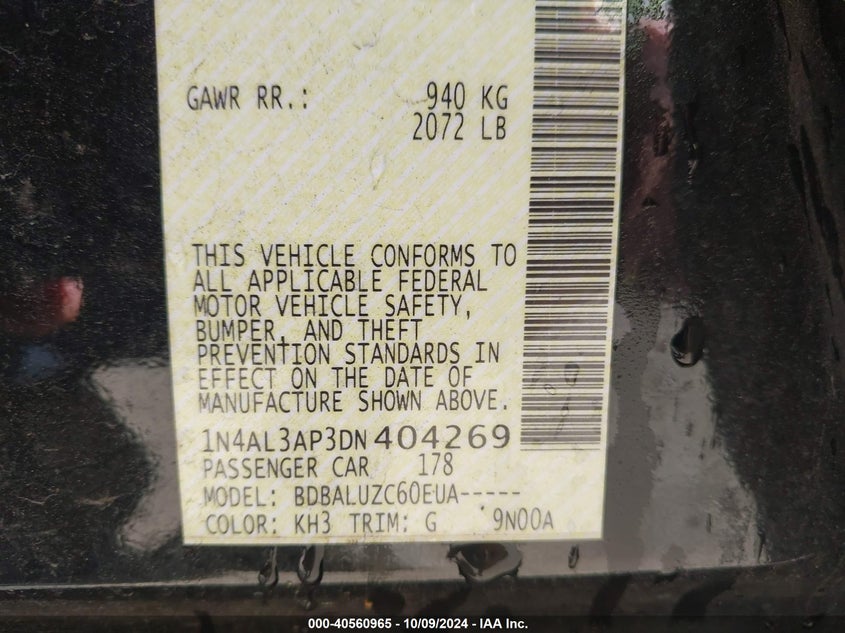 GAWR RR.: 940 KG
2072 LB
THIS VEHICLE CONFORMS TO
ALL APPLICABLE FEDERAL
MOTOR VEHICLE SAFETY,
BUMPER, AND THEFT
PREVENTION STANDARDS IN
EFFECT ON THE DATE OF
MANUFACTURE SHOWN ABOVE.
1N4AL3AP3DN404269
PASSENGER CAR 178
MODEL: BDBALUZC60EUA-----
COLOR: KH3 TRIM: G 9N00A
000-40560965 - 10/09/2024 - IAA Inc.